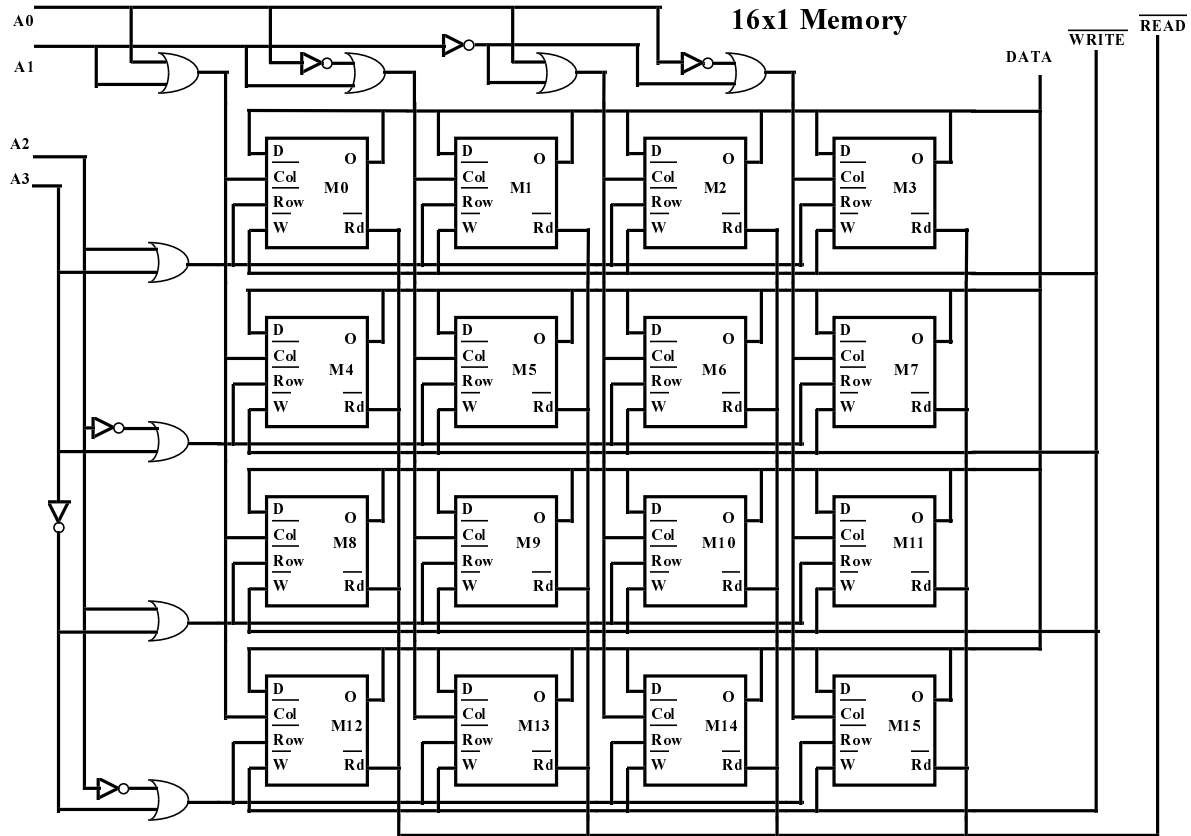 A0
16x1 Memory
READ
WRITE
A1
DATA
A2
A3
D
O
Col
M0
Row
W
Rd
D
O
Col
M1
Row
W
Rd
D
O
Col
M2
Row
W
Rd
D
O
Col
M3
Row
W
Rd
D
O
Col
M4
Row
W
Rd
D
O
Col
M5
Row
W
Rd
D
O
Col
M6
Row
W
Rd
D
O
Col
M7
Row
W
Rd
D
O
Col
M8
Row
W
Rd
D
O
Col
M9
Row
W
Rd
D
O
Col
M10
Row
W
Rd
D
O
Col
M11
Row
W
Rd
D
O
Col
M12
Row
W
Rd
D
O
Col
M13
Row
W
Rd
D
O
Col
M14
Row
W
Rd
D
O
Col
M15
Row
W
Rd